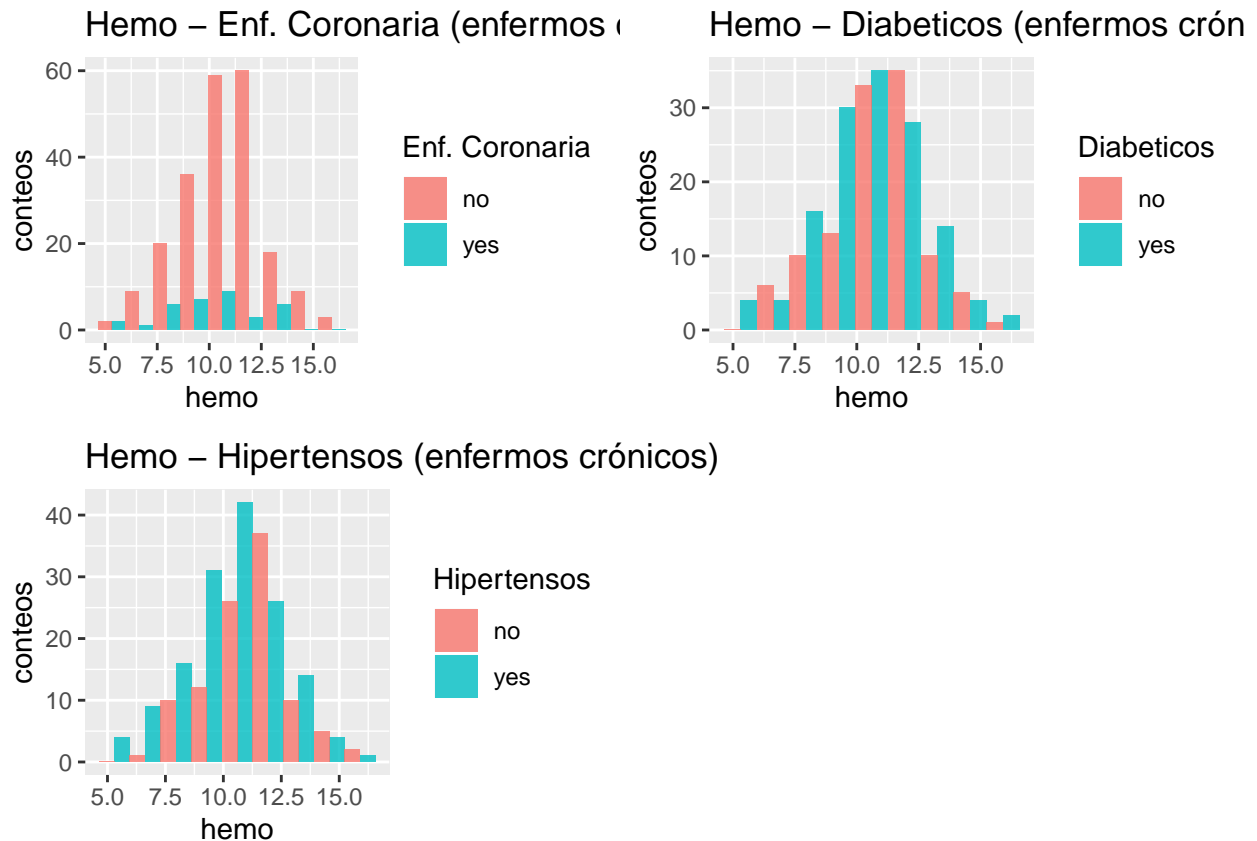 Hemo – Enf. Coronaria (enfermos
60
40
20
0
conteos
5.0 7.5 10.0 12.5 15.0
hemo
Enf. Coronaria
no
yes
Hemo – Diabeticos (enfermos crón
30
20
10
0
conteos
5.0 7.5 10.0 12.5 15.0
hemo
Diabeticos
no
yes
Hemo – Hipertensos (enfermos crónicos)
40
30
20
10
0
conteos
5.0 7.5 10.0 12.5 15.0
hemo
Hipertensos
no
yes